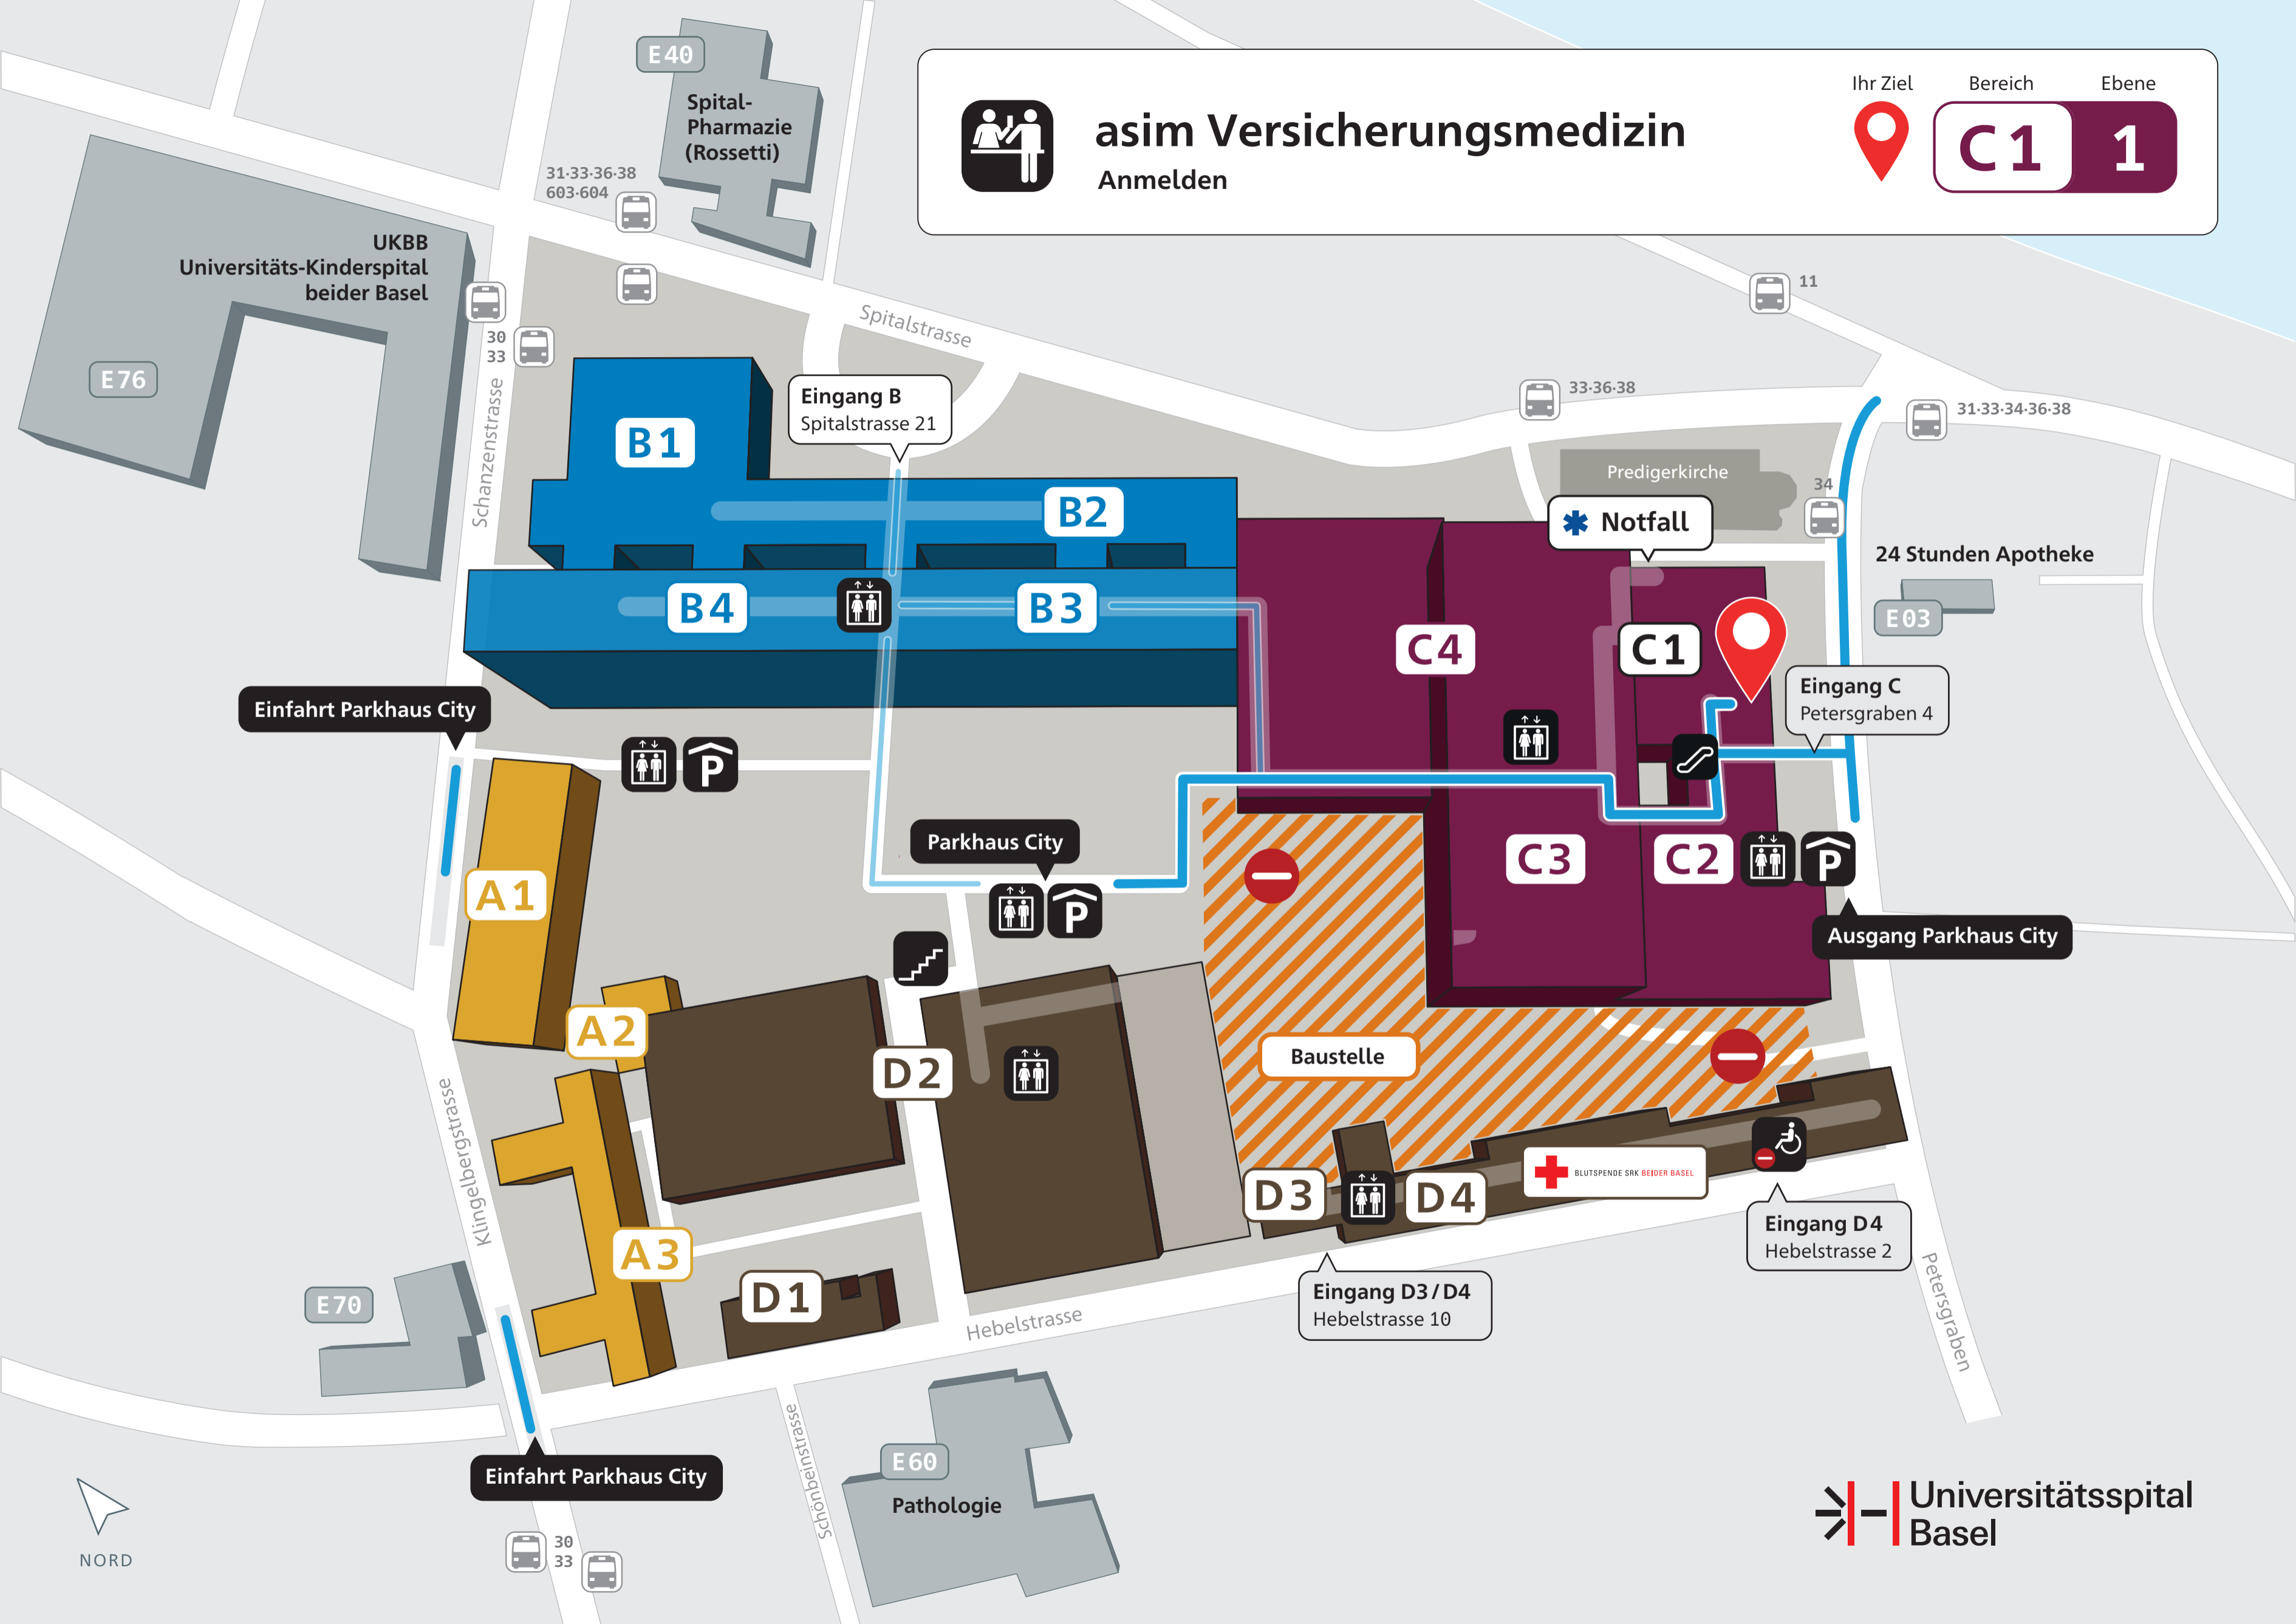 E40
Spital-
Pharmazie
(Rossetti)
31·33·36·38
603·604
asim Versicherungsmedizin
Anmelden
Ihr Ziel
Bereich
Ebene
C1
1
UKBB
Universitäts-Kinderspital
beider Basel
E76
30
33
Schanzenstrasse
Spitalstrasse
11
33·36·38
31·33·34·36·38
Eingang B
Spitalstrasse 21
B1
B2
B4
B3
Predigerkirche
Notfall
34
24 Stunden Apotheke
E03
C4
C1
Eingang C
Petersgraben 4
Einfahrt Parkhaus City
P
Parkhaus City
P
C3
C2
P
Ausgang Parkhaus City
A1
A2
D2
Baustelle
Klingelbergstrasse
A3
D1
D3
D4
BLUTSPENDE SRK BEIDER BASEL
Eingang D4
Hebelstrasse 2
Eingang D3/D4
Hebelstrasse 10
Petersgraben
Hebelstrasse
E70
Schönbeinstrasse
E60
Pathologie
Einfahrt Parkhaus City
30
33
NORD
Universitätsspital
Basel